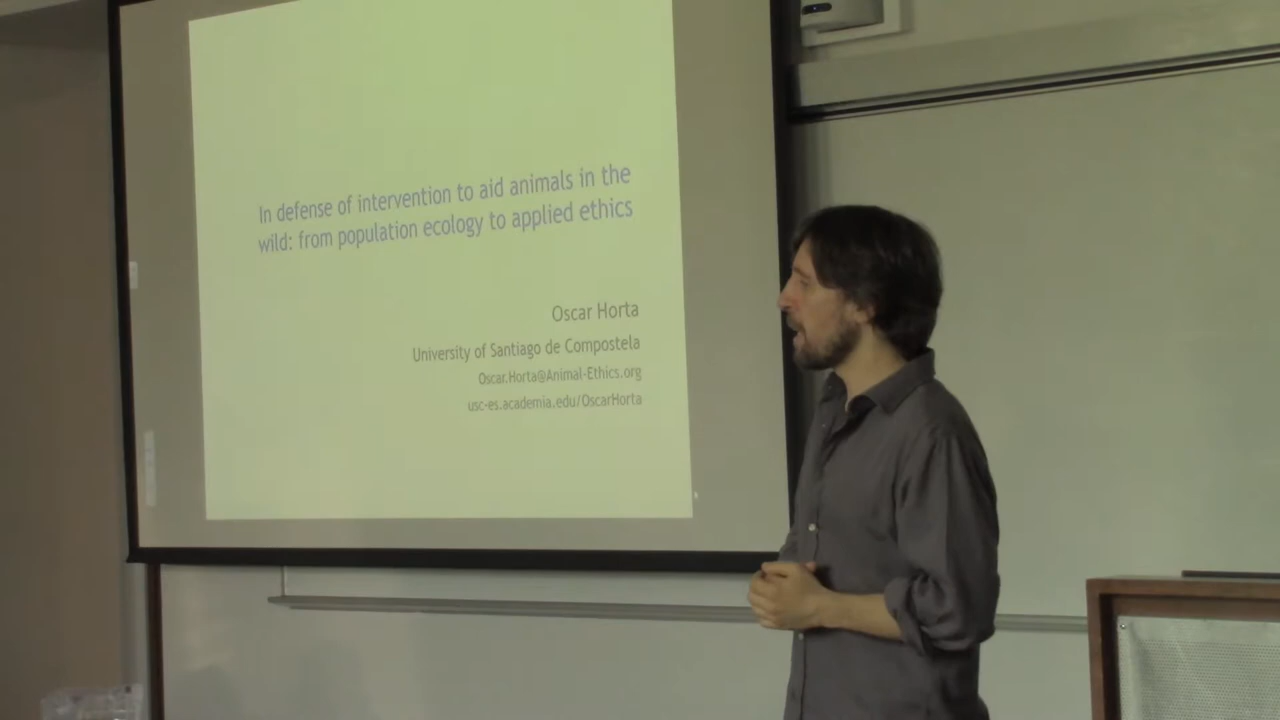 In defense of intervention to aid animals in the
wild: from population ecology to applied ethics
Oscar Horta
University of Santiago de Compostela
Oscar.Horta@Animal-Ethics.org
usc-es.academia.edu/OscarHorta